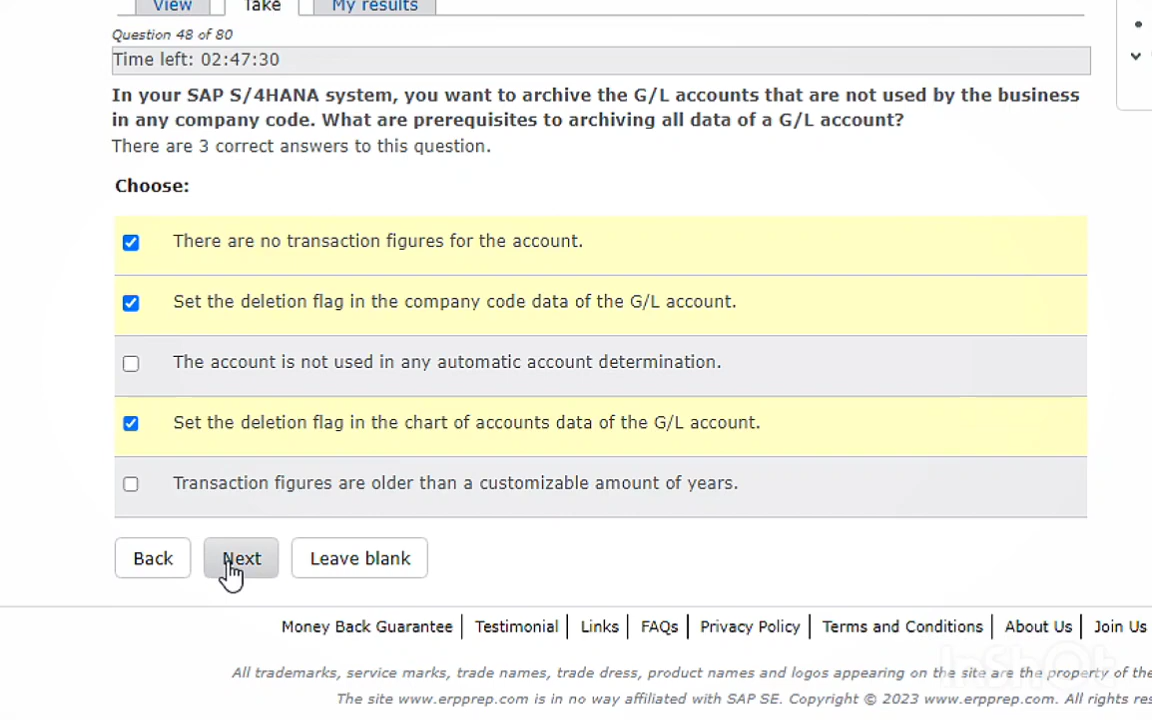 View Take My results
Question 48 of 80
Time left: 02:47:30
In your SAP S/4HANA system, you want to archive the G/L accounts that are not used by the business
in any company code. What are prerequisites to archiving all data of a G/L account?
There are 3 correct answers to this question.
Choose:
There are no transaction figures for the account.
Set the deletion flag in the company code data of the G/L account.
The account is not used in any automatic account determination.
Set the deletion flag in the chart of accounts data of the G/L account.
Transaction figures are older than a customizable amount of years.
Back Next Leave blank
Money Back Guarantee Testimonial Links FAQs Privacy Policy Terms and Conditions About Us Join Us
InShOt
All trademarks, service marks, trade names, trade dress, product names and logos appearing on the site are the property of the
The site www.erpprep.com is in no way affiliated with SAP SE. Copyright © 2023 www.erpprep.com. All rights res